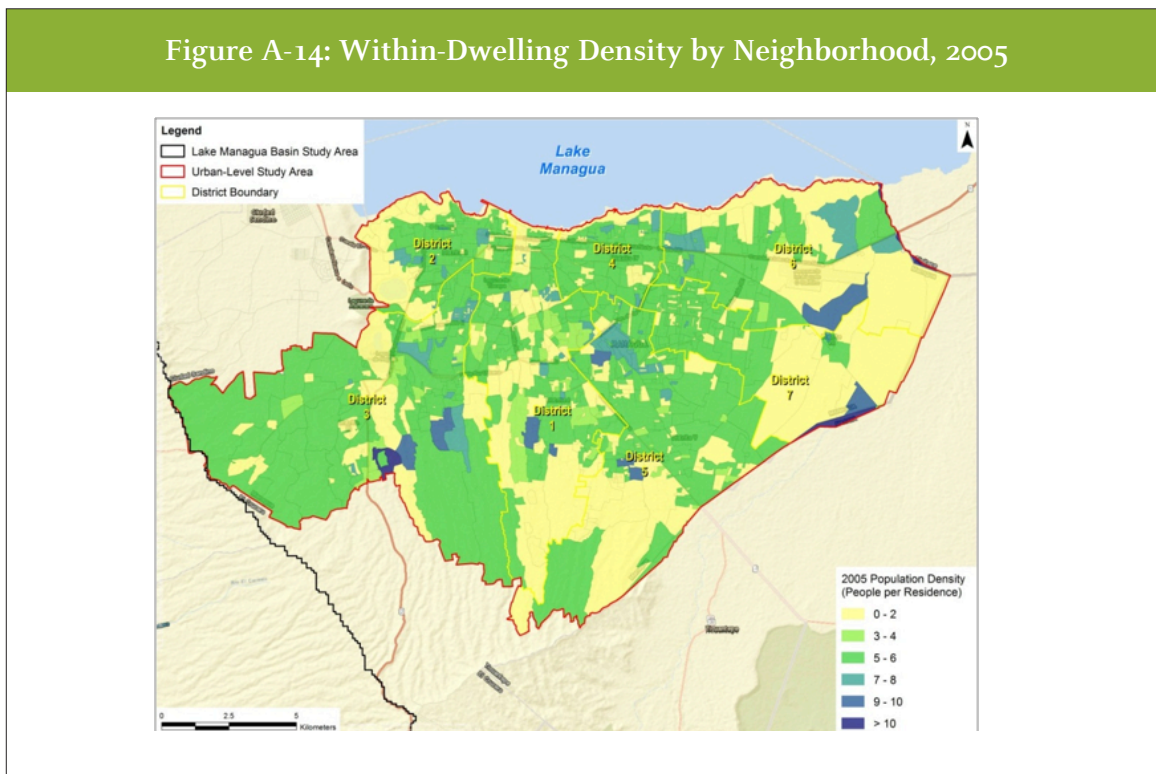 Figure A-14: Within-Dwelling Density by Neighborhood, 2005
Legend
Lake Managua Basin Study Area
Urban-Level Study Area
District Boundary
Lake
Managua
N
District
2
District
4
District
6
District
3
District
1
District
7
District
5
Ticuantepe
2005 Population Density
(People per Residence)
0 - 2
3 - 4
5 - 6
7 - 8
9 - 10
> 10
0 2.5 5
Kilometers